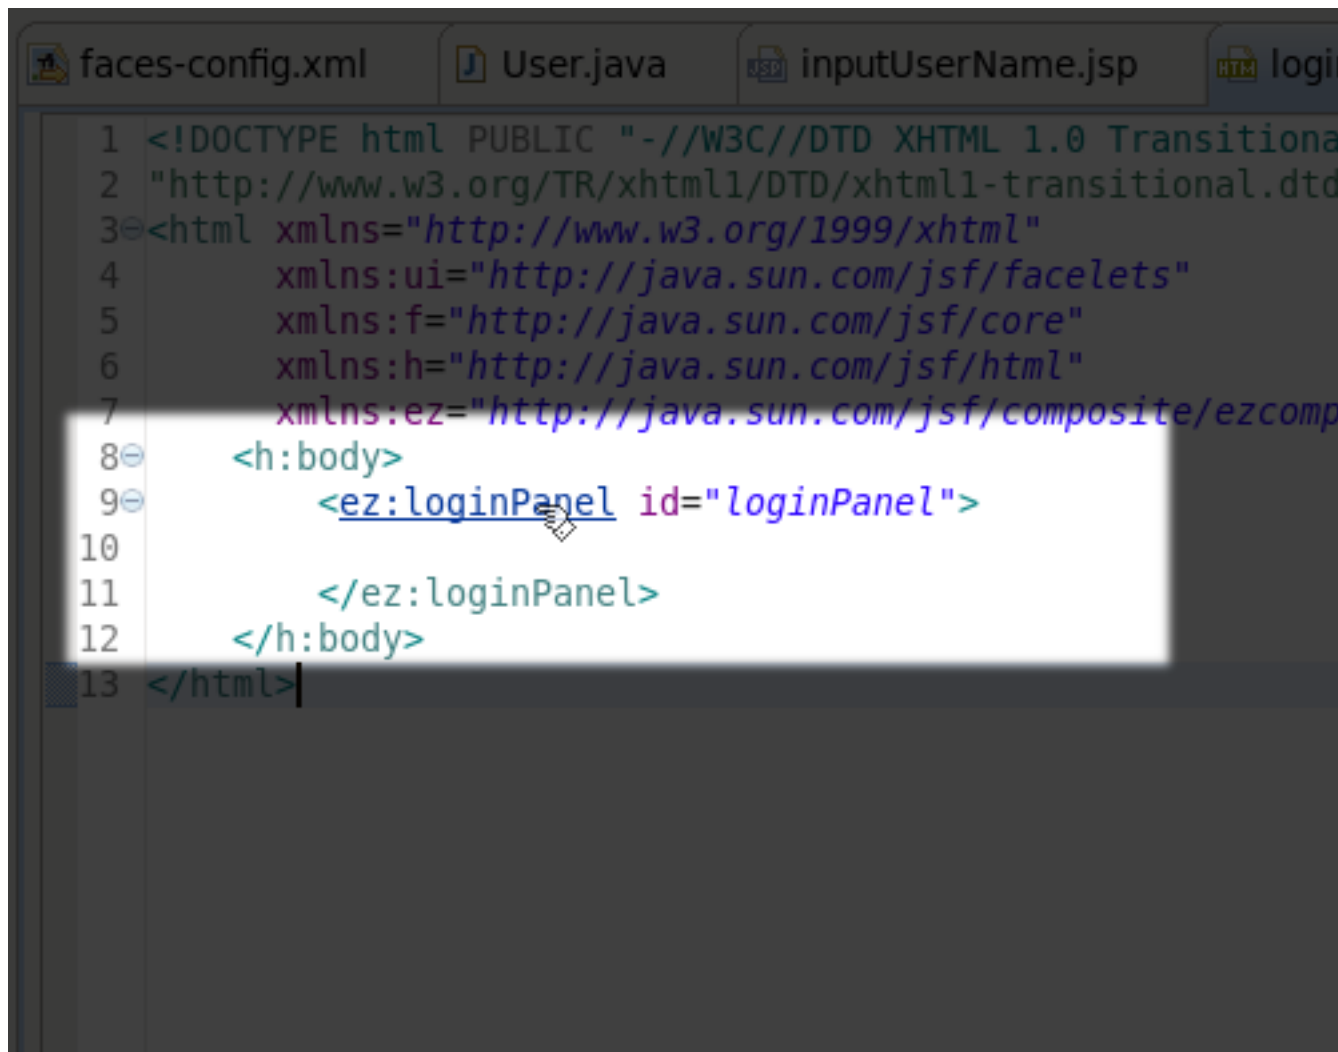 faces-config.xml User.java inputUserName.jsp
1 <!DOCTYPE html PUBLIC "-//W3C//DTD XHTML 1.0 Transitiona
2 "http://www.w3.org/TR/xhtml1/DTD/xhtml1-transitional.dtd
3 <html xmlns="http://www.w3.org/1999/xhtml"
4 xmlns:ui="http://java.sun.com/jsf/facelets"
5 xmlns:f="http://java.sun.com/jsf/core"
6 xmlns:h="http://java.sun.com/jsf/html"
7 xmlns:ez="http://java.sun.com/jsf/composite/ezcomp
8 <h:body>
9 <ez:loginPanel id="loginPanel">
10
11 </ez:loginPanel>
12 </h:body>
13 </html>